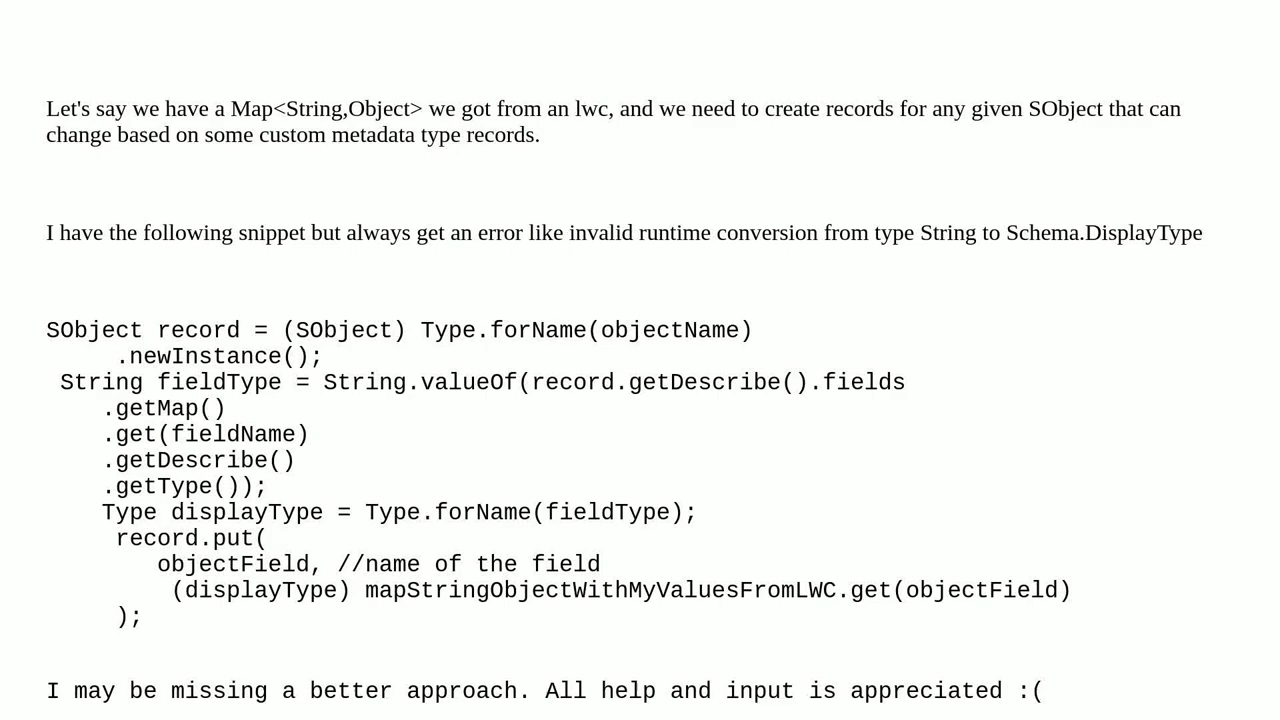 Let's say we have a Map<String,Object> we got from an lwc, and we need to create records for any given SObject that can
change based on some custom metadata type records.
I have the following snippet but always get an error like invalid runtime conversion from type String to Schema.DisplayType
SObject record = (SObject) Type.forName(objectName)
     .newInstance();
 String fieldType = String.valueOf(record.getDescribe().fields
    .getMap()
    .get(fieldName)
    .getDescribe()
    .getType());
    Type displayType = Type.forName(fieldType);
     record.put(
        objectField, //name of the field
         (displayType) mapStringObjectWithMyValuesFromLWC.get(objectField)
     );
I may be missing a better approach. All help and input is appreciated :(